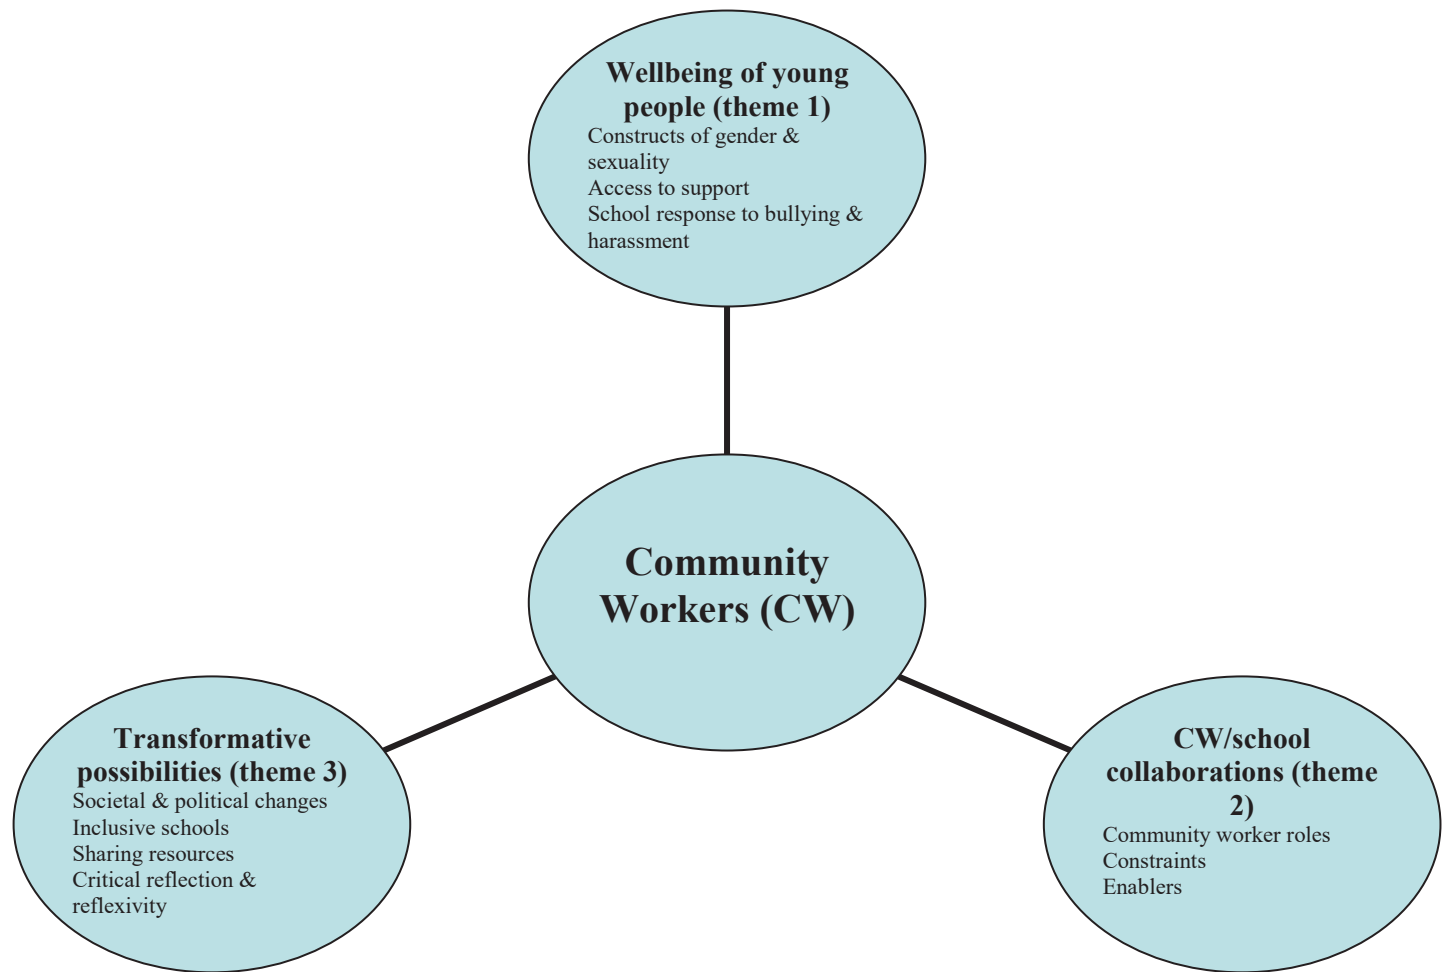 Wellbeing of young
people (theme 1)
Constructs of gender &
sexuality
Access to support
School response to bullying &
harassment
Community
Workers (CW)
Transformative
possibilities (theme 3)
Societal & political changes
Inclusive schools
Sharing resources
Critical reflection &
reflexivity
CW/school
collaborations (theme
2)
Community worker roles
Constraints
Enablers